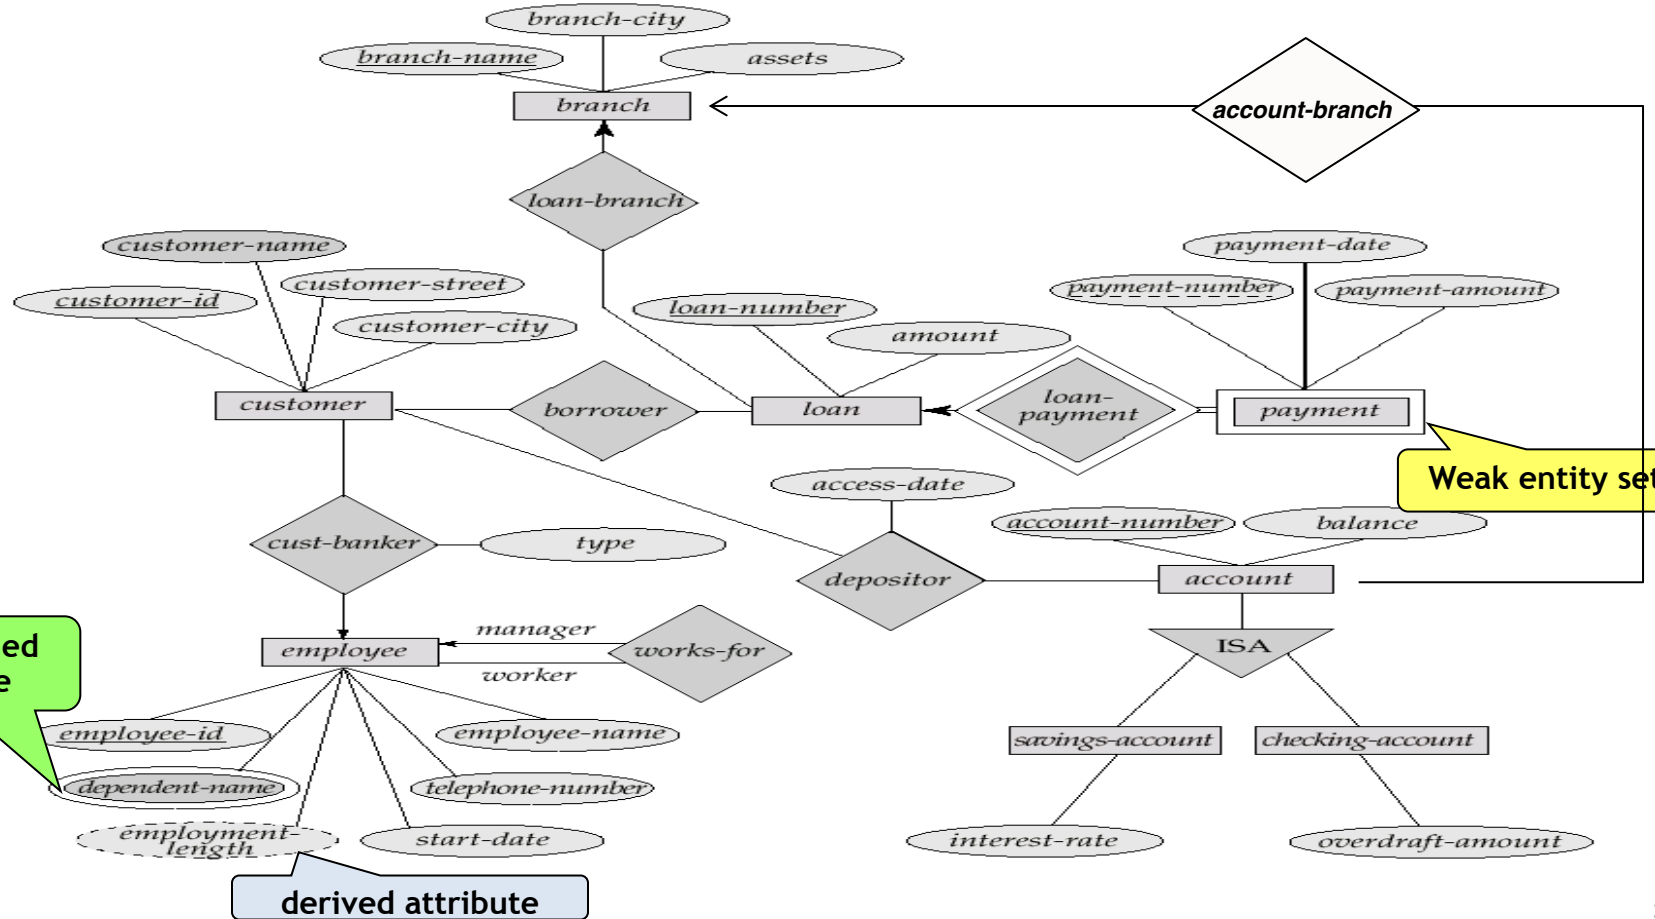 branch-city
branch-name
assets
branch
account-branch
loan-branch
customer-name
customer-street
customer-id
customer-city
payment-date
payment-number
payment-amount
loan-number
amount
customer
borrower
loan
loan-
payment
payment
Weak entity set
access-date
account-number
balance
cust-banker
type
depositor
account
manager
employee
works-for
worker
ISA
ed
e
employee-id
employee-name
savings-account
checking-account
dependent-name
telephone-number
employment-
length
start-date
interest-rate
overdraft-amount
derived attribute